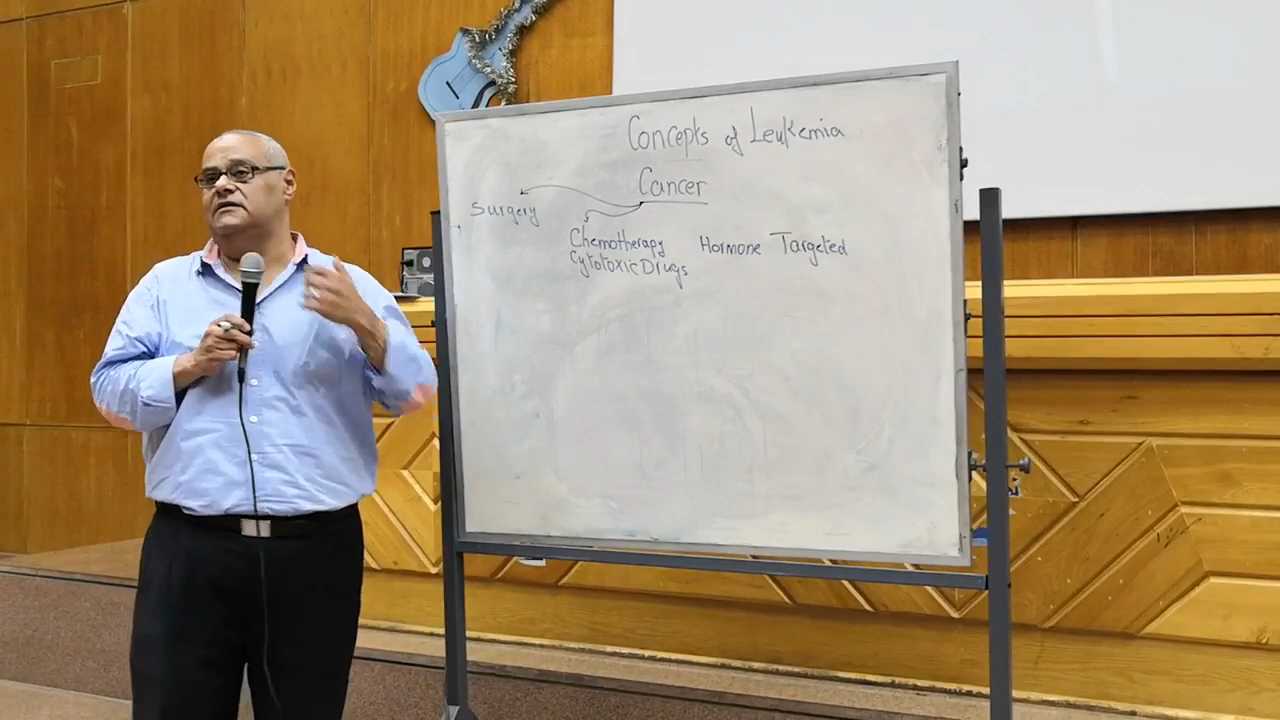 Concepts of Leukemia
Cancer
Surgery
Chemotherapy Hormone Targeted
Cytotoxic Drugs